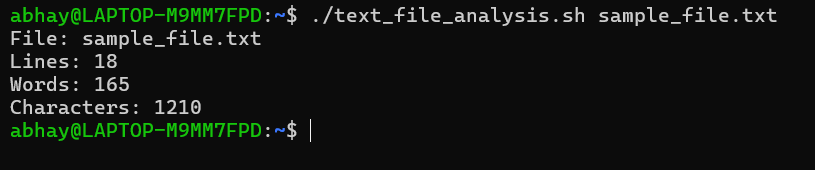 abhay@LAPTOP-M9MM7FPD:~$ ./text_file_analysis.sh sample_file.txt
File: sample_file.txt
Lines: 18
Words: 165
Characters: 1210
abhay@LAPTOP-M9MM7FPD:~$